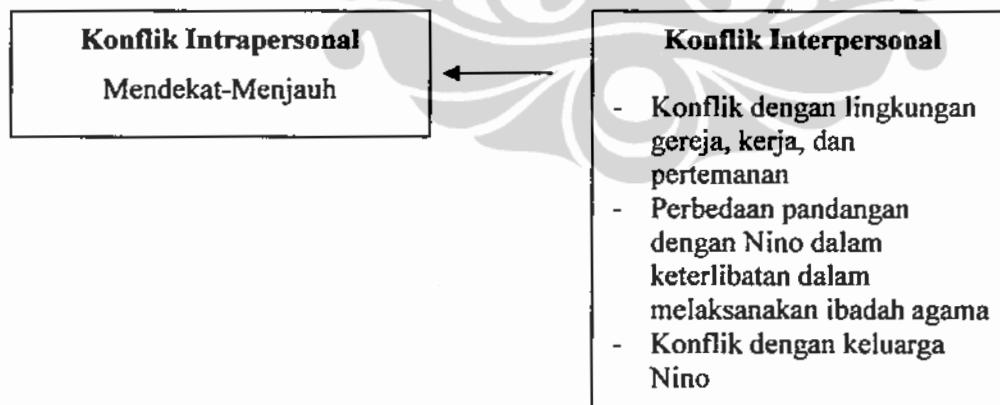 Konflik Intrapersonal
Mendekat-Menjauh
Konflik Interpersonal
- Konflik dengan lingkungan
gereja, kerja, dan
pertemanan
- Perbedaan pandangan
dengan Nino dalam
keterlibatan dalam
melaksanakan ibadah agama
- Konflik dengan keluarga
Nino